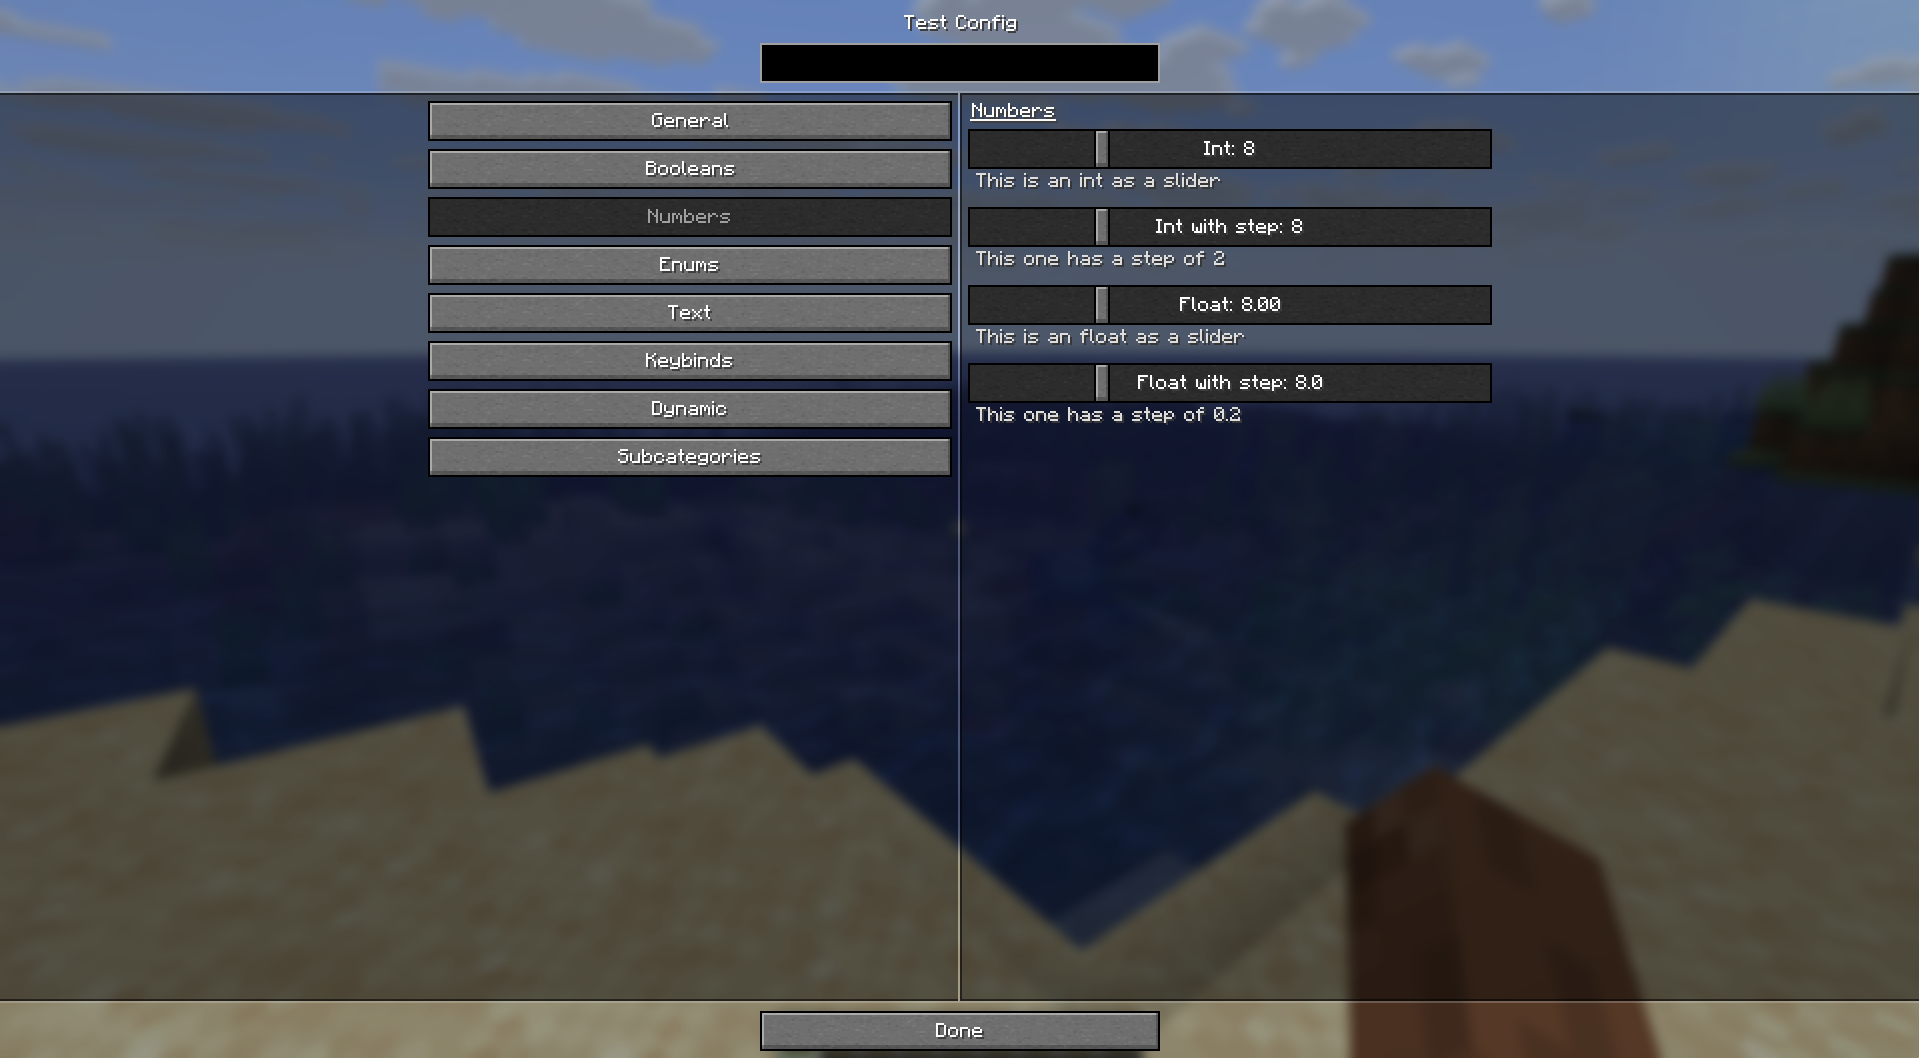 Test Config
General
Booleans
Numbers
Enums
Text
Keybinds
Dynamic
Subcategories
Numbers
Int: 8
This is an int as a slider
Int with step: 8
This one has a step of 2
Float: 8.00
This is an float as a slider
Float with step: 8.0
This one has a step of 0.2
Done